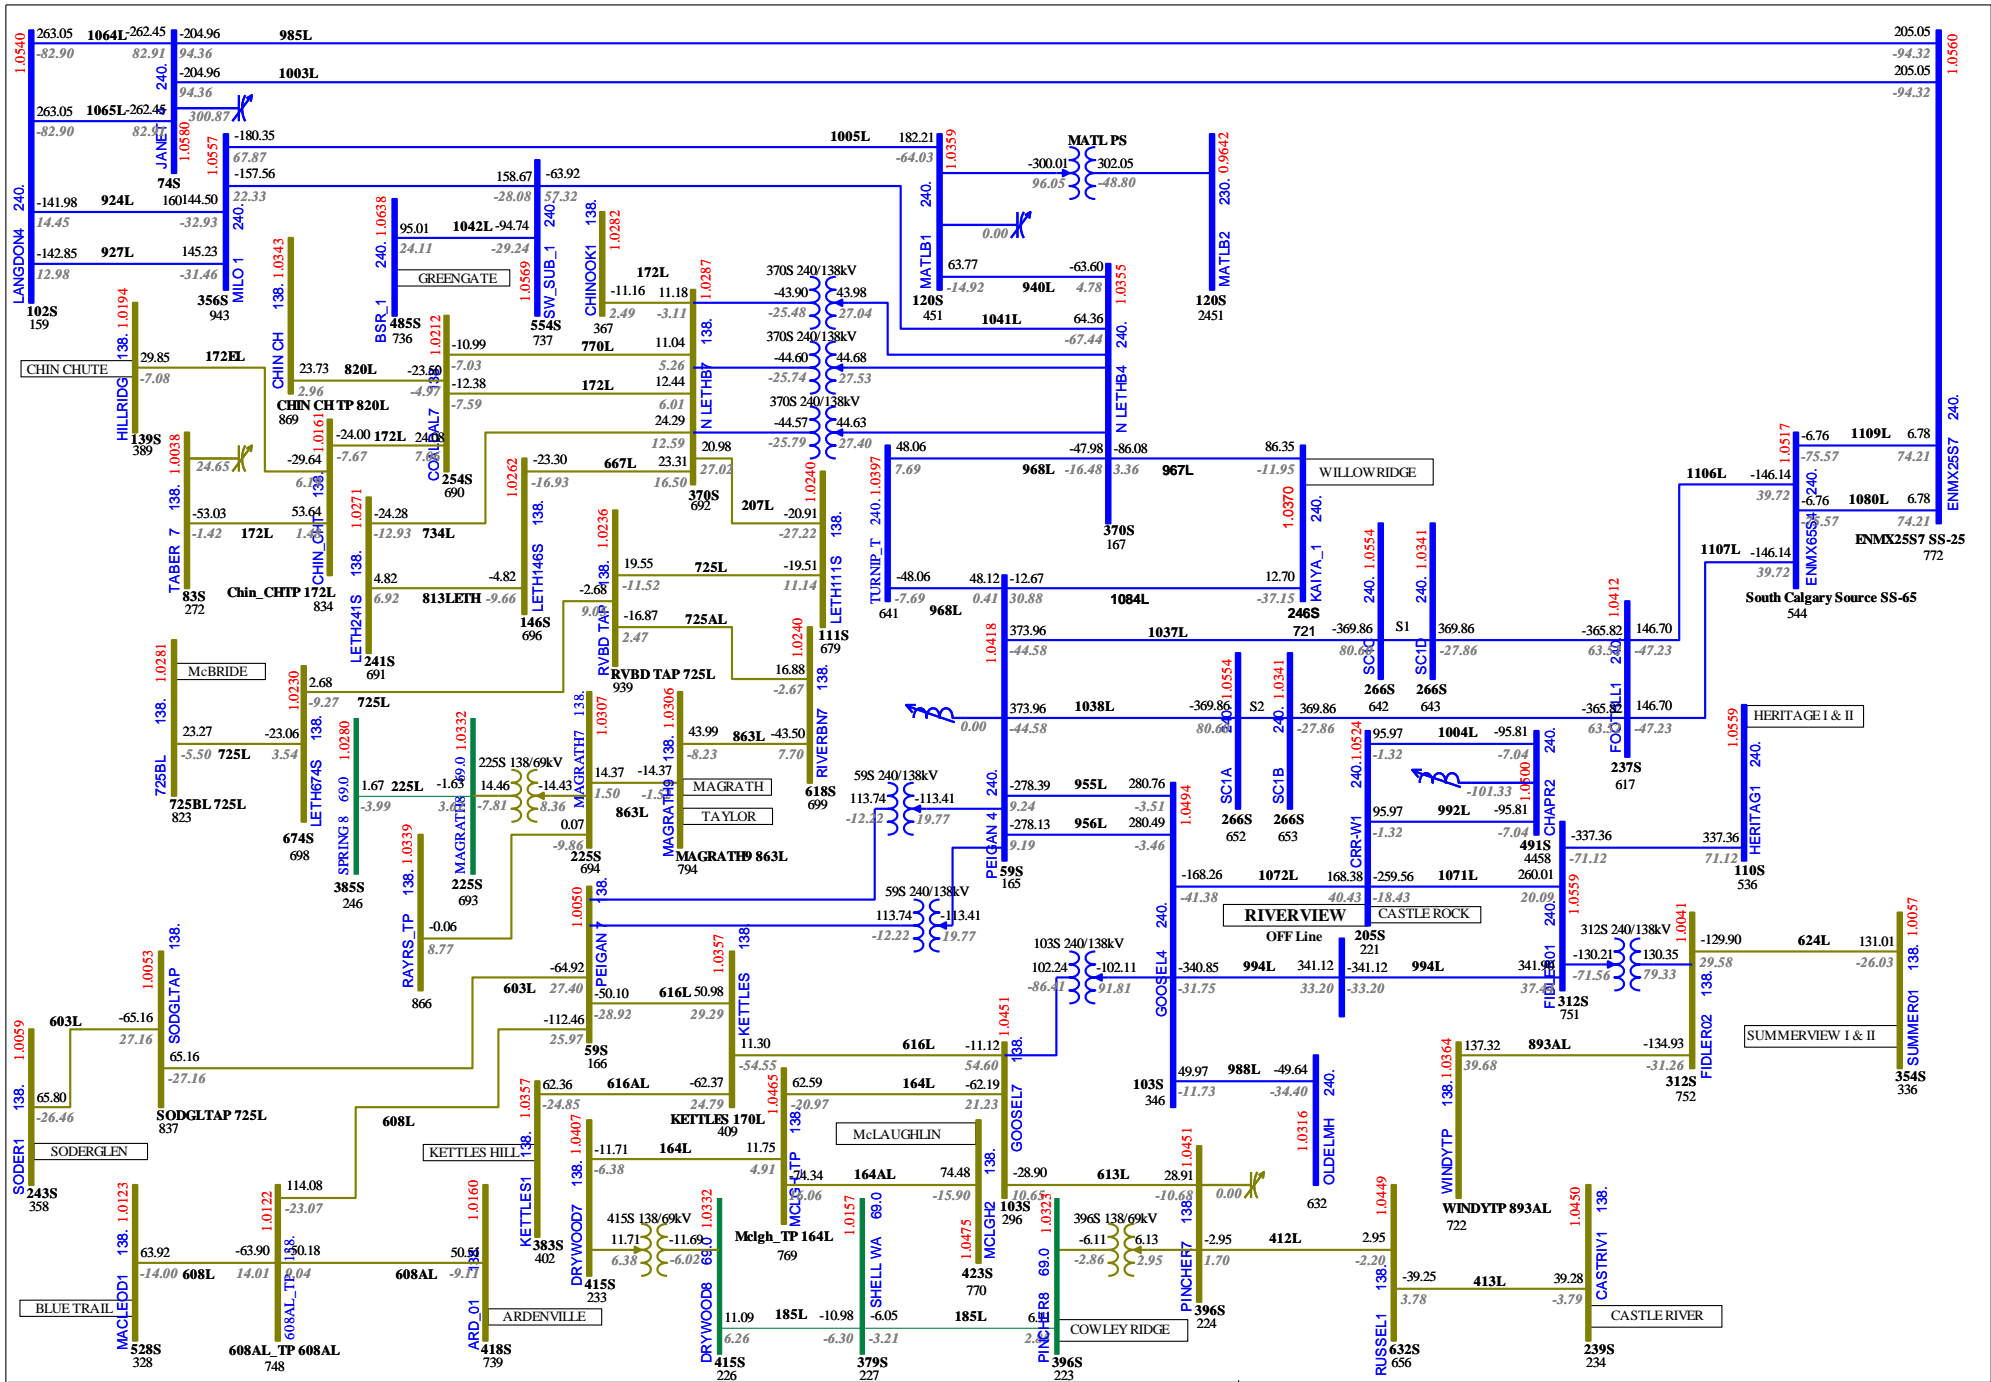 263.05 1064L -262.45 -204.96 985L 205.05
-82.90 82.91 94.36 -94.32
1.0540 1.0560
-204.96 1003L 205.05
94.36 -94.32
263.05 1065L -262.45 300.87
-82.90
LANGDON4 240.
102S
159
JANET 240. 1.0580
74S
-180.35 1005L 182.21
67.87 -64.03
1.0557 1.0359
-157.56 158.67 -63.92
22.33 -28.08 57.32
-141.98 924L 144.50
14.45 -32.93
-142.85 927L 145.23
12.98 -31.46
MILO 1 240.
356S
943
MATL PS
-300.01 302.05
96.05 -48.80
0.00
63.77 940L -63.60
-14.92 4.78
MATLB1 240.
120S
451
MATLB2 230. 0.9642
120S
2451
95.01 1042L -94.74
24.11 -29.24
BSR_1 240. 1.0638
GREENGATE
485S
736
SW_SUB_1 240. 1.0569
554S
737
CHINOOK1 138. 1.0282
367
-11.16 172L 11.18
2.49 -3.11
1.0287
370S 240/138kV
-43.90 43.98
-25.48 27.04
370S 240/138kV
-44.60 44.68
-25.74 27.53
370S 240/138kV
-44.57 44.63
-25.79 27.40
1041L 64.36
-67.44
1.0355
N LETHB4 240.
370S
167
CHIN CHUTE
HILLRIDG 138. 1.0194
29.85 172EL
-7.08
139S
389
CHIN CH 138. 1.0343
23.73 820L -23.50
2.96 -4.97
CHIN CH TP 820L
869
1.0212
-10.99 770L 11.04
-7.03 5.26
-12.38 172L 12.44
-7.59 6.01
24.29
12.59
254S
690
N LETHB7 138.
370S
692
20.98
27.02
-24.00 172L
-7.67
-29.64
1.0161
CHIN_CHT 138.
Chin_CHTP 172L
834
TABER 7 138. 1.0038
24.65
-53.03 172L 53.64
-1.42
83S
272
-24.28 734L
-12.93
1.0271
LETH241S 138.
4.82 813LETH -4.82
6.92 -9.66
241S
691
-23.30 667L 23.31
-16.93 16.50
1.0262
LETH146S 138.
146S
696
207L -20.91
-27.22
1.0240
LETH111S 138.
111S
679
1.0236
19.55 725L -19.51
-11.52 11.14
-2.68
-16.87 725AL 16.88
2.47 -2.67
RVBD TAP 138.
RVBD TAP 725L
939
1.0240
RIVERBN7 138.
618S
699
48.06 968L -47.98 -86.08 967L 86.35
7.69 -16.48 3.36 -11.95
TURNIP_T 240. 1.0397
641
WILLOWRIDGE
KAIYA_1 240. 1.0370
246S
721
-48.06 968L 48.12 -12.67 1084L 12.70
-7.69 0.41 30.88 -37.15
373.96 1037L -369.86 S1 369.86 -365.82 146.70
-44.58 -27.86 -47.23
373.96 1038L -369.86 S2 369.86 146.70
-44.58 -27.86 -47.23
0.00
1.0418
PEIGAN 4 240.
59S
165
240. 1.0554
266S
642
SC1D 240. 1.0341
266S
643
SC1A 240. 1.0554
266S
652
SC1B 240. 1.0341
266S
653
240. 1.0412
237S
617
1106L -146.14
39.72
1107L -146.14
39.72
-6.76 1109L 6.78
-75.57 74.21
-6.76 1080L 6.78
74.21
1.0517
ENMX65S4 240.
South Calgary Source SS-65
544
ENMX25S7 240.
ENMX25S7 SS-25
772
McBRIDE
725BL 138. 1.0281
23.27 725L -23.06
-5.50 3.54
725BL 725L
823
2.68 725L
-9.27
1.0230
LETH674S 138.
674S
698
SPRING 8 69.0 1.0280
1.67 225L -1.63
-3.99
385S
246
MAGRATH8 69.0 1.0332
225S
693
225S 138/69kV
14.46 -14.43
-7.81 8.36
MAGRATH7 138. 1.0307
14.37 863L -14.37
1.50
0.07
-9.86
225S
694
1.0306
43.99 863L -43.50
-8.23 7.70
MAGRATH9 138.
MAGRATH
TAYLOR
MAGRATH9 863L
794
RAYRS_TP 138. 1.0339
-0.06
8.77
866
59S 240/138kV
113.74 -113.41
-12.22 19.77
59S 240/138kV
113.74 -113.41
-12.22 19.77
1.0050
PEIGAN 7 138.
59S
166
-278.39 955L 280.76
9.24 -3.51
-278.13 956L 280.49
9.19 -3.46
1.0494
GOOSEL4 240.
103S
346
-168.26 1072L 168.38 -259.56 1071L 260.01
-41.38 40.43 -18.43 20.09
95.97 1004L -95.81
-1.32 -7.04
-101.33
95.97 992L -95.81
-1.32 -7.04
CRR-W1 240. 1.0524
RIVERVIEW
OFF Line
CASTLE ROCK
205S
221
CHAPR2 240. 1.0500
491S
4458
HERITAGE I & II
HERITAG1 240. 1.0559
-337.36 337.36
-71.12 71.12
110S
536
-340.85 994L 341.12 -341.12 994L
-31.75 33.20 -33.20
FIDLER01 240. 1.0559
312S
751
312S 240/138kV
-130.21 130.35
-71.56 79.33
1.0041
-129.90 624L 131.01
29.58 -26.03
SUMMERVIEW I & II
SUMMER01 138. 1.0057
354S
336
FIDLER02 138.
312S
752
137.32 893AL -134.93
39.68 -31.26
WINDYTP 138. 1.0364
WINDYTP 893AL
722
103S 240/138kV
102.24 -102.11
-86.41 91.81
49.97 988L -49.64
-11.73 -34.40
OLDELMH 240. 1.0316
632
-64.92 603L
27.40
-50.10 616L 50.98
-28.92 29.29
-112.46
25.97
SODGLTAP 138. 1.0053
603L -65.16
27.16
65.16
-27.16
SODGLTAP 725L
837
SODER1 138. 1.0059
65.80
-26.46
SODERGLEN
243S
358
KETTLES 138. 1.0357
11.30 616L -11.12
-54.55 54.60
KETTLES 170L
409
62.36 616AL -62.37
-24.85 24.79
KETTLES HILL
KETTLES1 138. 1.0357
383S
402
62.59 164L -62.19
-20.97 21.23
1.0465
-11.71 164L 11.75
-6.38 4.91
-74.34 164AL 74.48
-15.90
McLAUGHLIN
MCLGH2 138. 1.0475
423S
770
Mclgh_TP 164L
769
GOOSEL7 138. 1.0451
103S
296
-28.90 613L 28.91
-10.68
0.00
PINCHER7 138. 1.0451
396S
224
608L
114.08
-23.07
BLUE TRAIL
MACLEOD1 138. 1.0123
63.92 608L -63.90
-14.00 14.01
528S
328
608AL_TP 138. 1.0122
608AL
608AL_TP 608AL
748
ARD_01 1.0160
ARDENVILLE
418S
739
DRYWOOD7 138. 1.0407
415S
233
415S 138/69kV
11.71 -11.69
6.38 -6.02
DRYWOOD8 69.0 1.0332
11.09 185L -10.98 -6.05 185L
6.26 -6.30 -3.21
415S
226
SHELL WA 69.0 1.0157
379S
227
396S 138/69kV
-6.11 6.13
-2.86 2.95
PINCHER8 69.0 1.0323
COWLEY RIDGE
396S
223
-2.95 412L 2.95
1.70 -2.20
RUSSEL1 138. 1.0449
-39.25 413L 39.28
3.78 -3.79
632S
656
CASTRIV1 138. 1.0450
CASTLE RIVER
239S
234